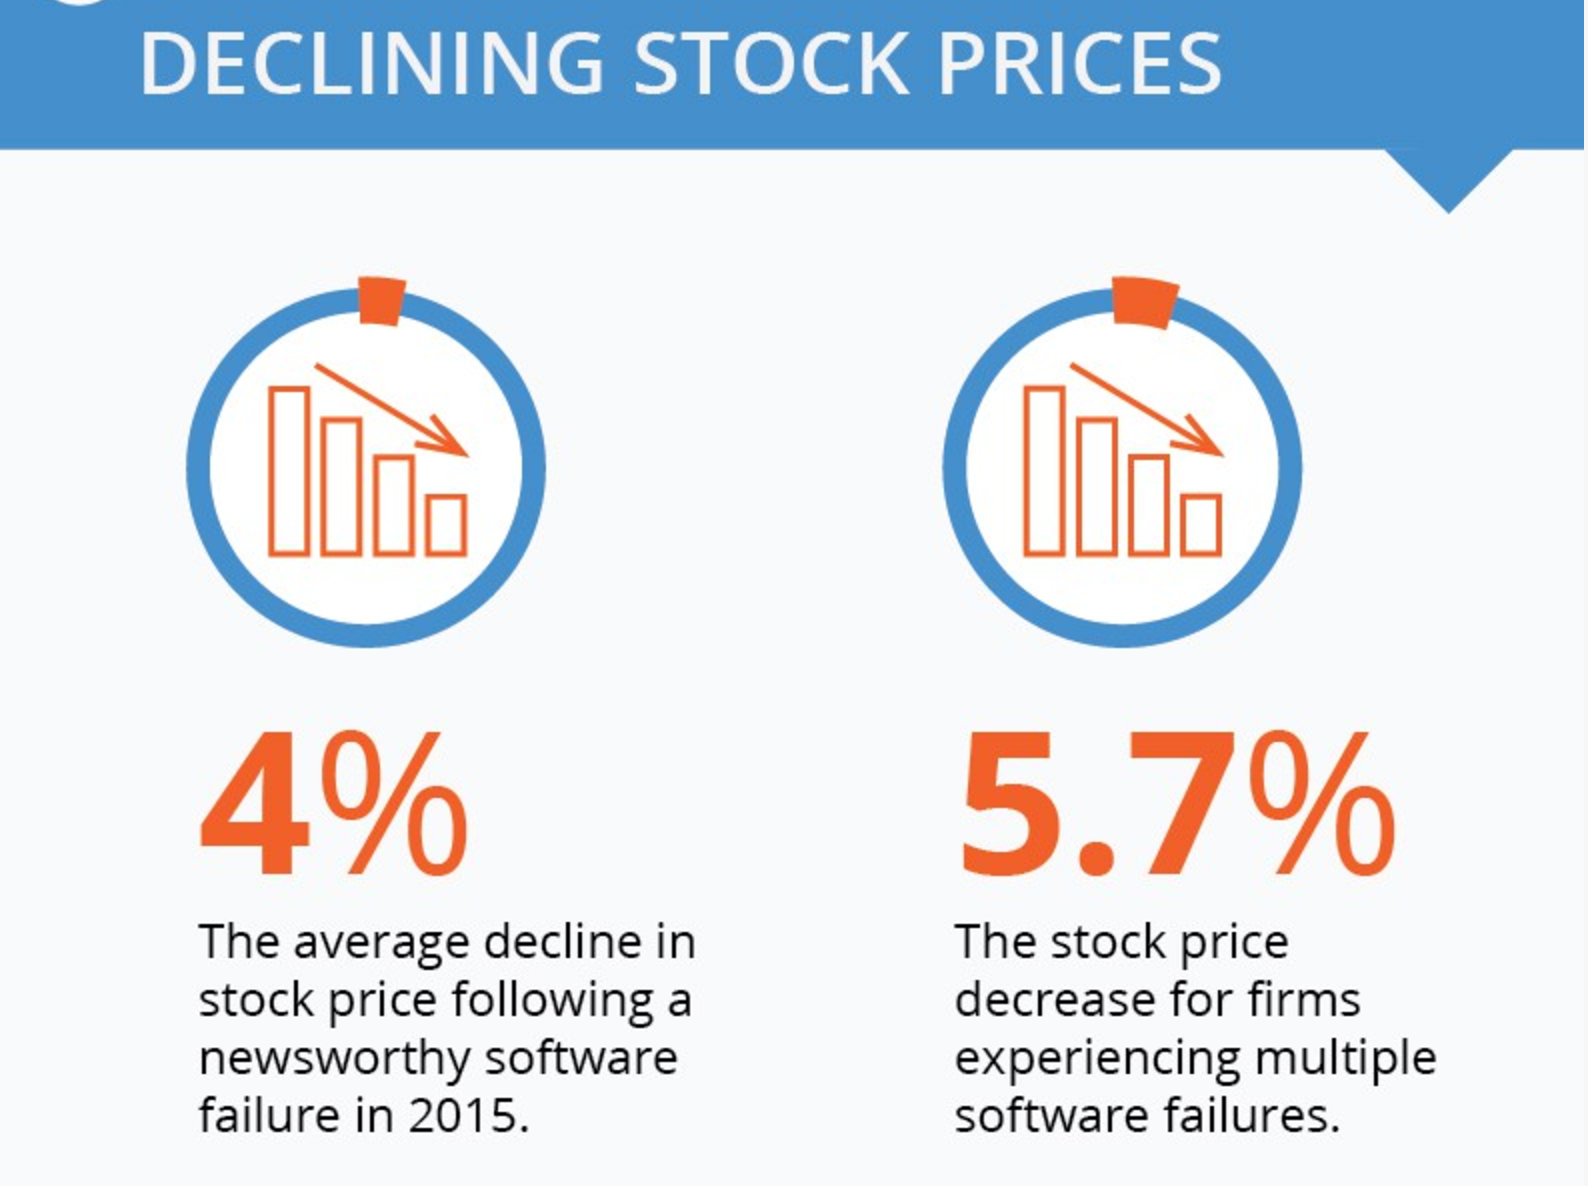 DECLINING STOCK PRICES
4%
The average decline in
stock price following a
newsworthy software
failure in 2015.
5.7%
The stock price
decrease for firms
experiencing multiple
software failures.